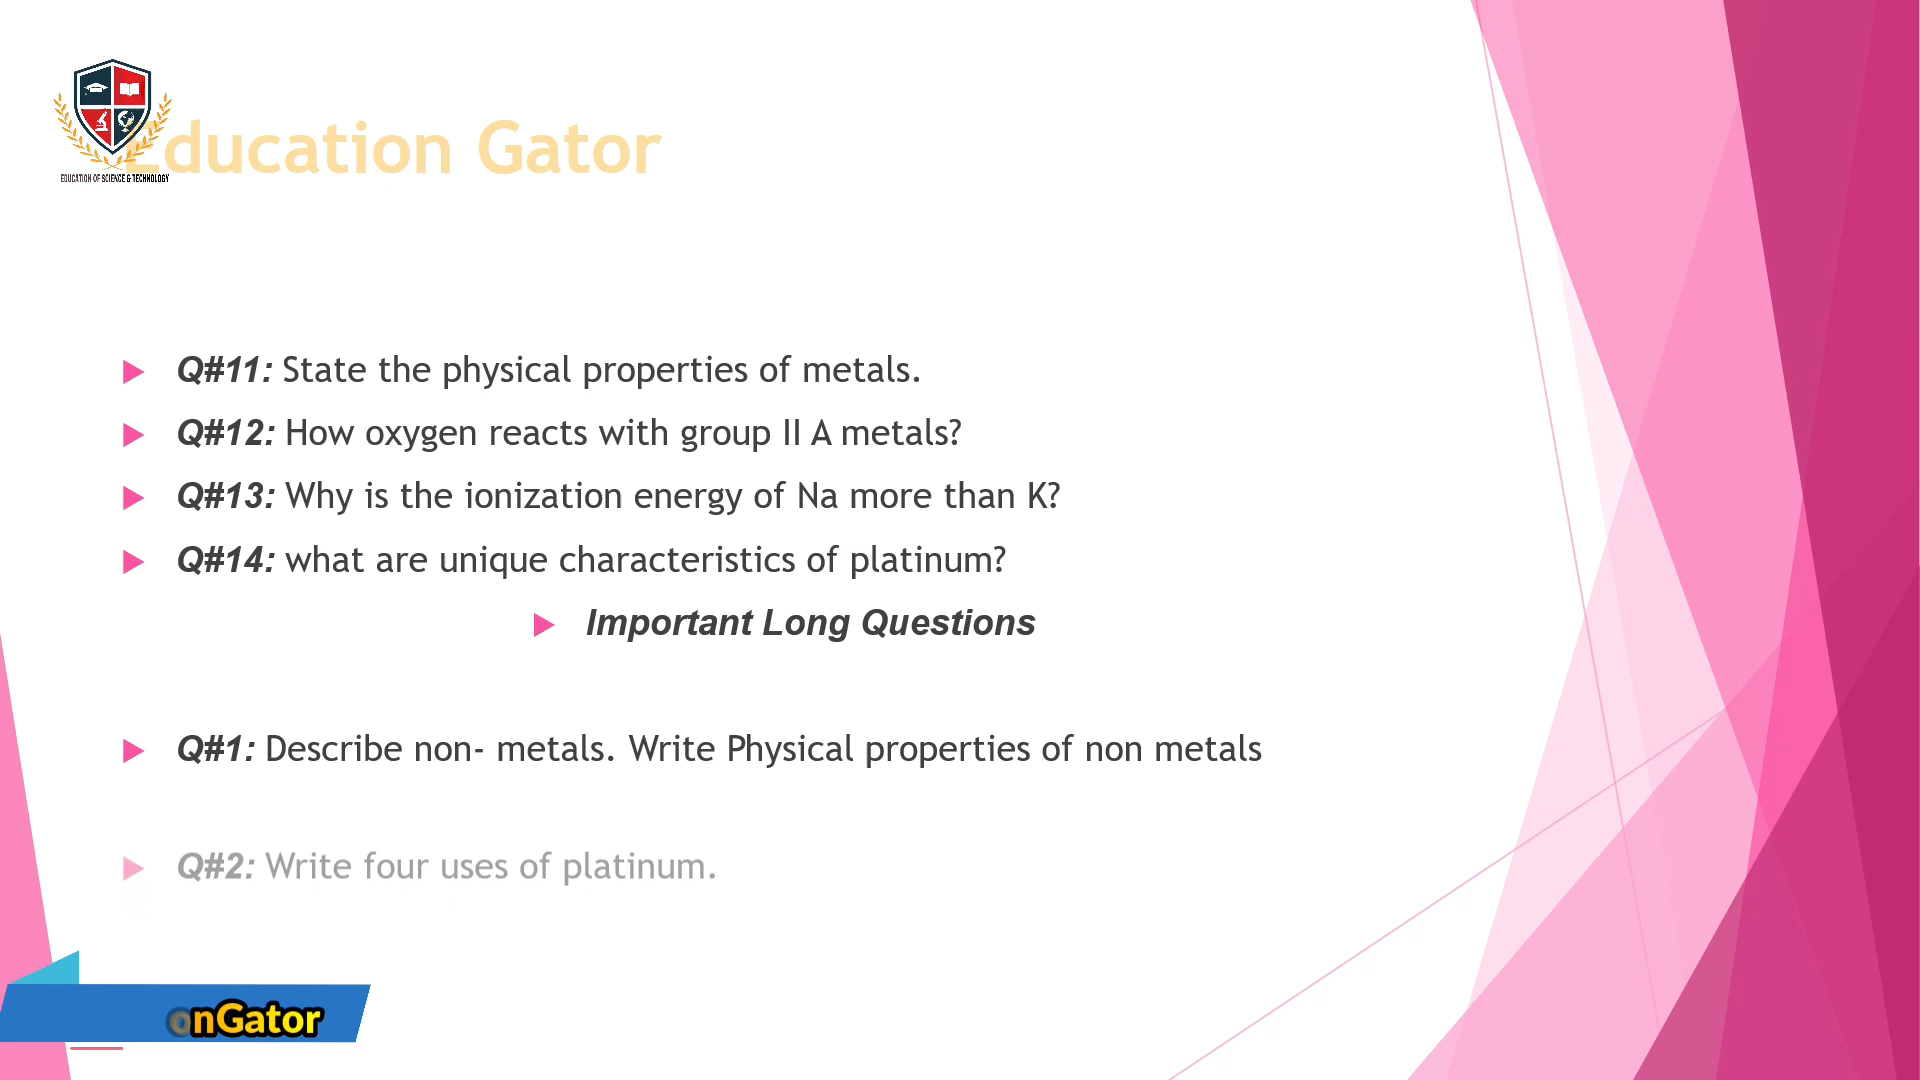 Education Gator
EDUCATION OF SCIENCE & TECHNOLOGY
Q#11: State the physical properties of metals.
Q#12: How oxygen reacts with group II A metals?
Q#13: Why is the ionization energy of Na more than K?
Q#14: what are unique characteristics of platinum?
Important Long Questions
Q#1: Describe non- metals. Write Physical properties of non metals
Q#2: Write four uses of platinum.
onGator